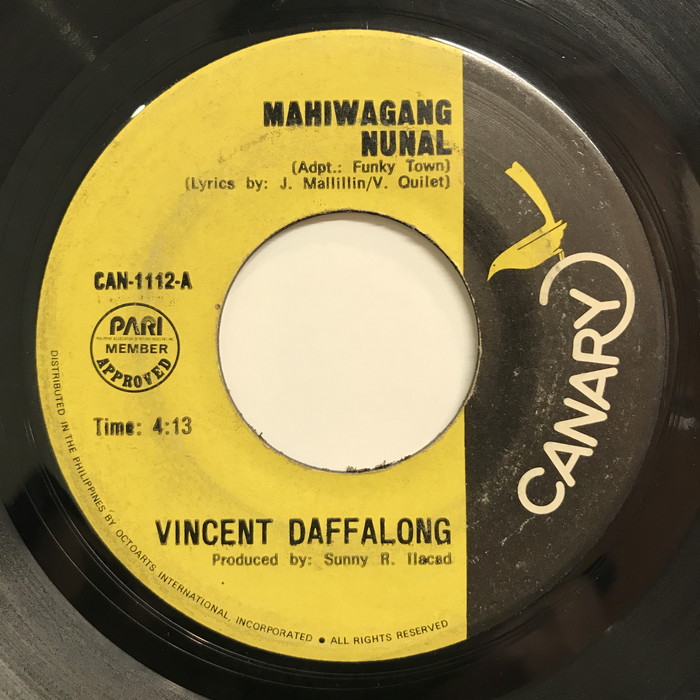 MAHIWAGANG
NUNAL
(Adpt.: Funky Town)
(Lyrics by: J. Mallillin/V. Quilet)
CAN-1112-A
PARI
MEMBER
APPROVED
Time: 4:13
CANARY
VINCENT DAFFALONG
Produced by: Sunny R. Ilacad
DISTRIBUTED IN THE PHILIPPINES BY OCTOARTS INTERNATIONAL, INCORPORATED ● ALL RIGHTS RESERVED